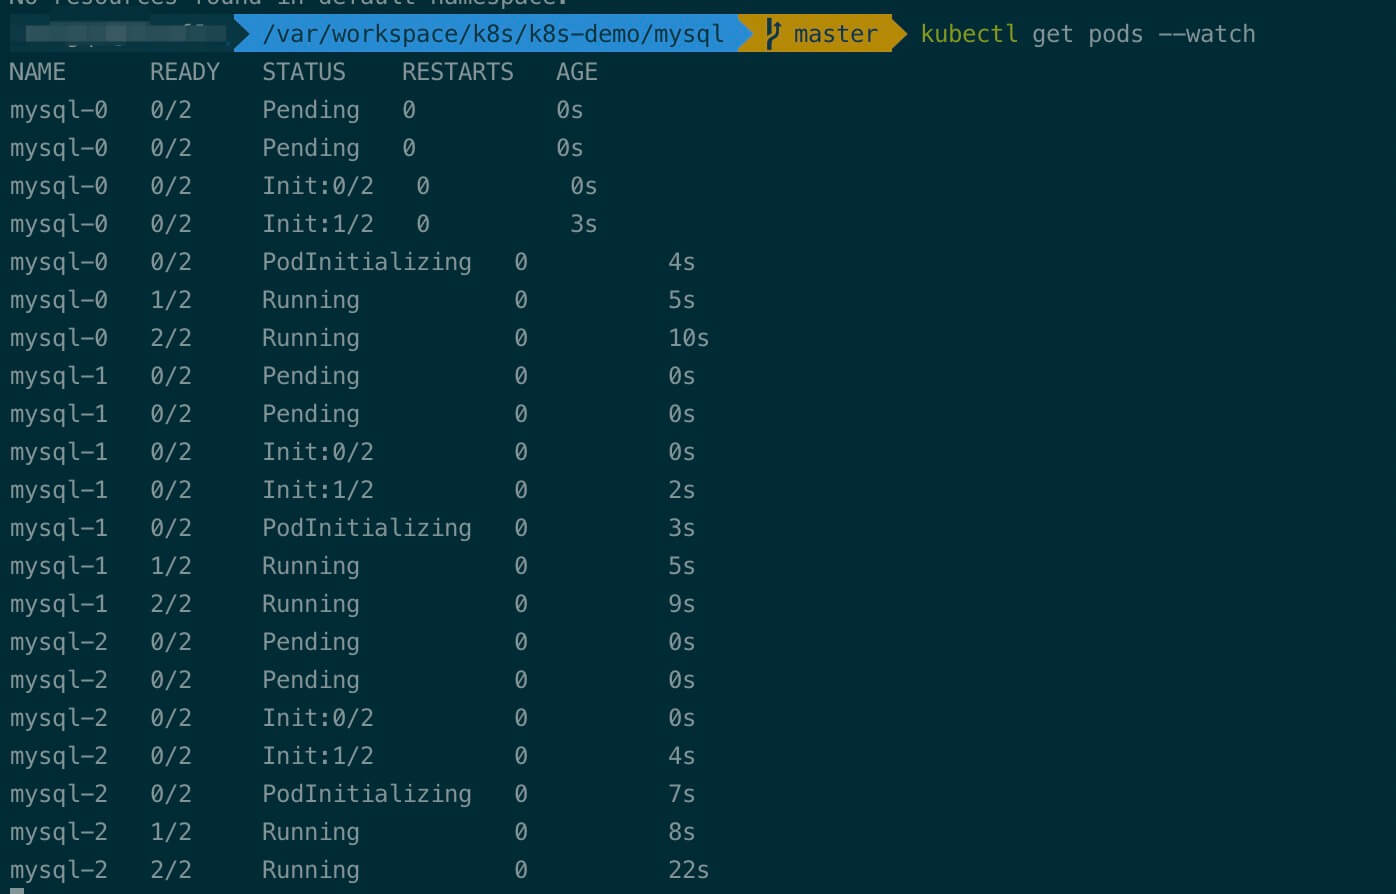 No resources found in default namespace.
/var/workspace/k8s/k8s-demo/mysql master kubectl get pods --watch
NAME READY STATUS RESTARTS AGE
mysql-0 0/2 Pending 0 0s
mysql-0 0/2 Pending 0 0s
mysql-0 0/2 Init:0/2 0 0s
mysql-0 0/2 Init:1/2 0 3s
mysql-0 0/2 PodInitializing 0 4s
mysql-0 1/2 Running 0 5s
mysql-0 2/2 Running 0 10s
mysql-1 0/2 Pending 0 0s
mysql-1 0/2 Pending 0 0s
mysql-1 0/2 Init:0/2 0 0s
mysql-1 0/2 Init:1/2 0 2s
mysql-1 0/2 PodInitializing 0 3s
mysql-1 1/2 Running 0 5s
mysql-1 2/2 Running 0 9s
mysql-2 0/2 Pending 0 0s
mysql-2 0/2 Pending 0 0s
mysql-2 0/2 Init:0/2 0 0s
mysql-2 0/2 Init:1/2 0 4s
mysql-2 0/2 PodInitializing 0 7s
mysql-2 1/2 Running 0 8s
mysql-2 2/2 Running 0 22s